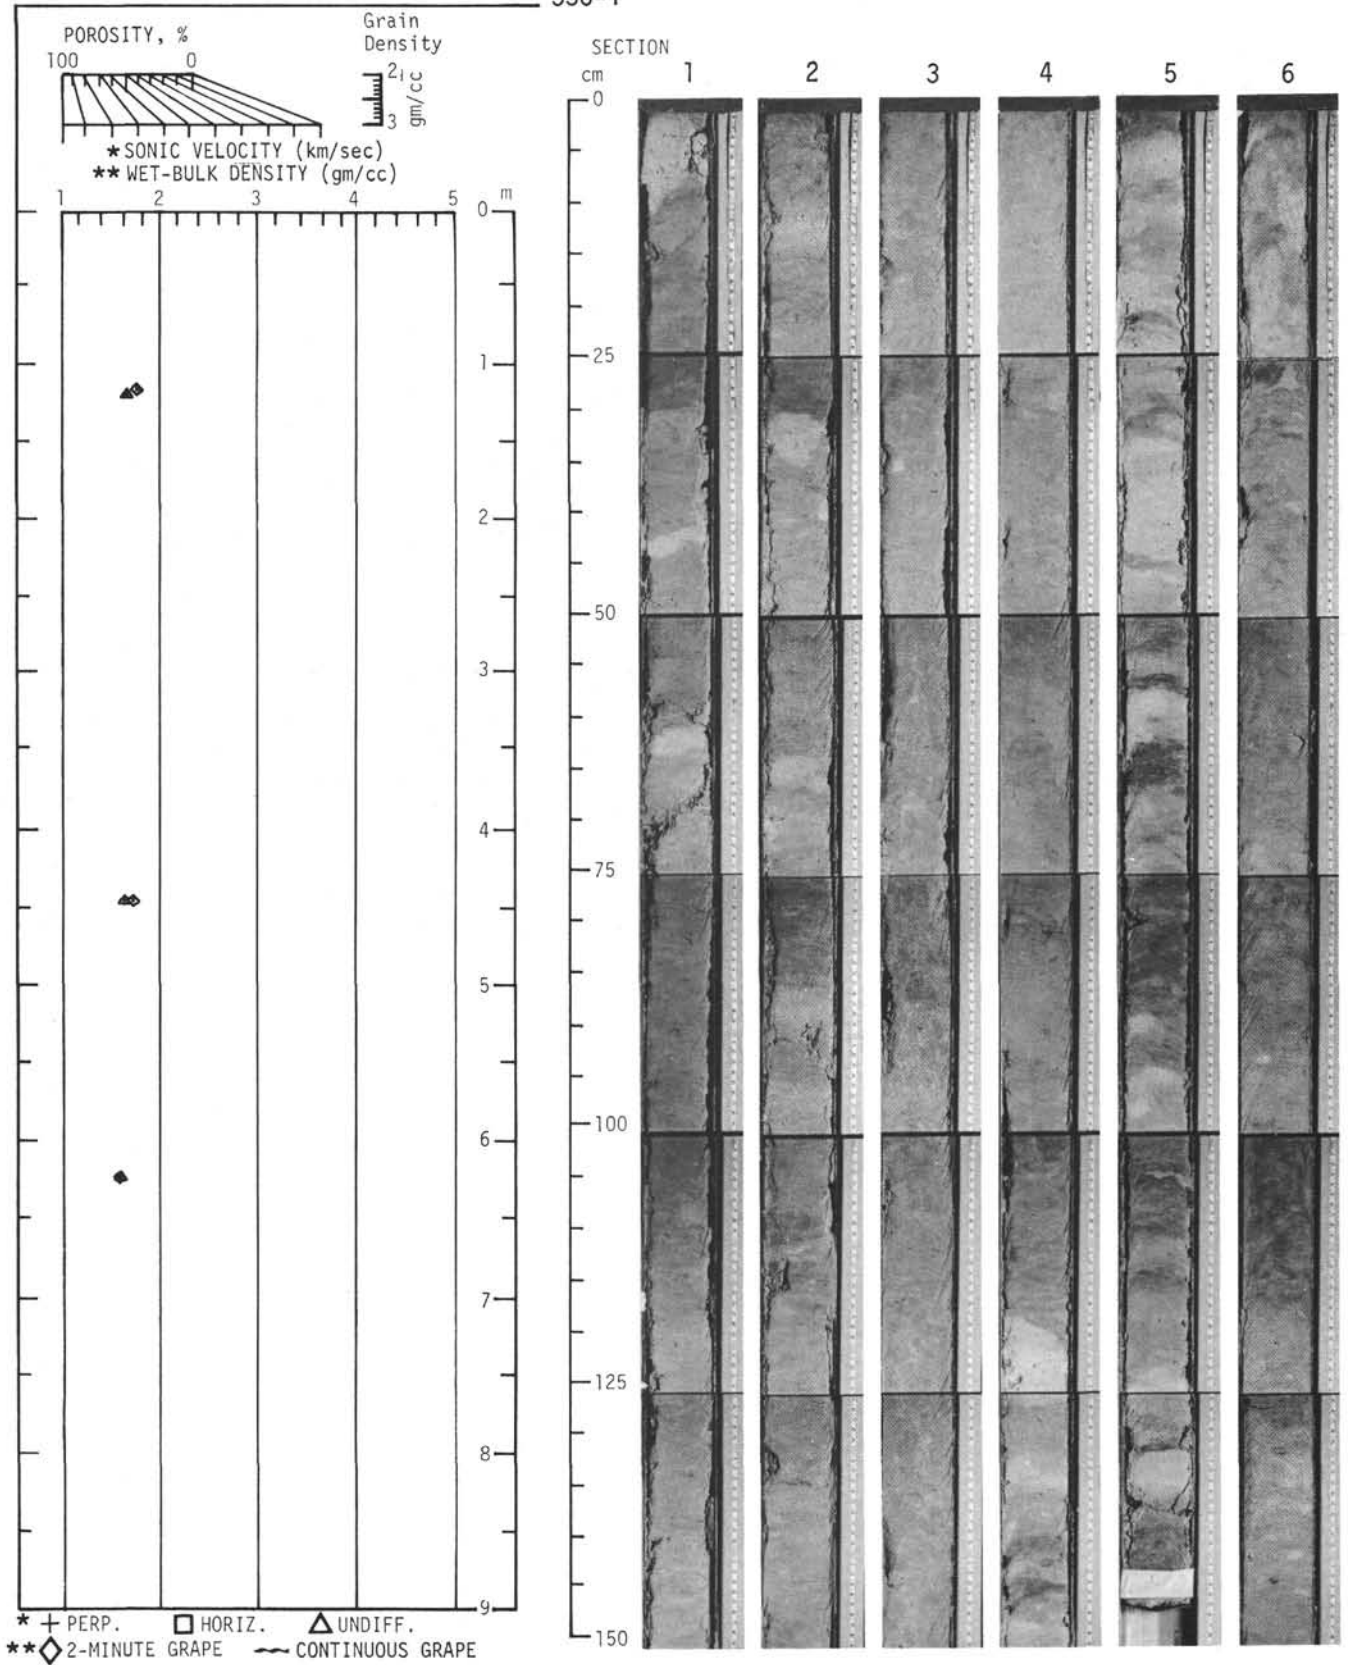 POROSITY, %
100 0
Grain
Density
2
3
gm/cc
* SONIC VELOCITY (km/sec)
** WET-BULK DENSITY (gm/cc)
1 2 3 4 5 0 m
1
2
3
4
5
6
7
8
9
* + PERP. HORIZ. UNDIFF.
** 2-MINUTE GRAPE CONTINUOUS GRAPE
SECTION
cm 1 2 3 4 5 6
0
25
50
75
100
125
150